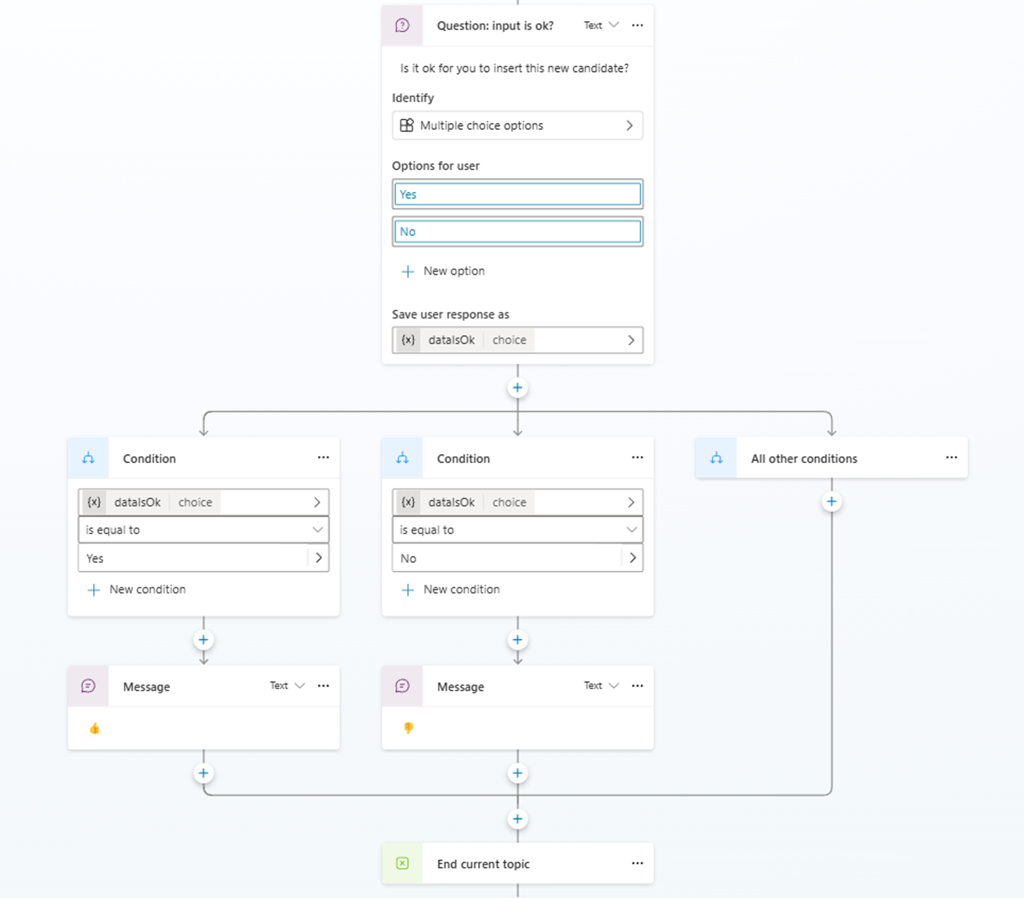 Question: input is ok? Text
Is it ok for you to insert this new candidate?
Identify
Multiple choice options
Options for user
Yes
No
New option
Save user response as
{x} dataIsOk choice
Condition
{x} dataIsOk choice
is equal to
Yes
New condition
Condition
{x} dataIsOk choice
is equal to
No
New condition
All other conditions
Message Text
👍
Message Text
👎
End current topic